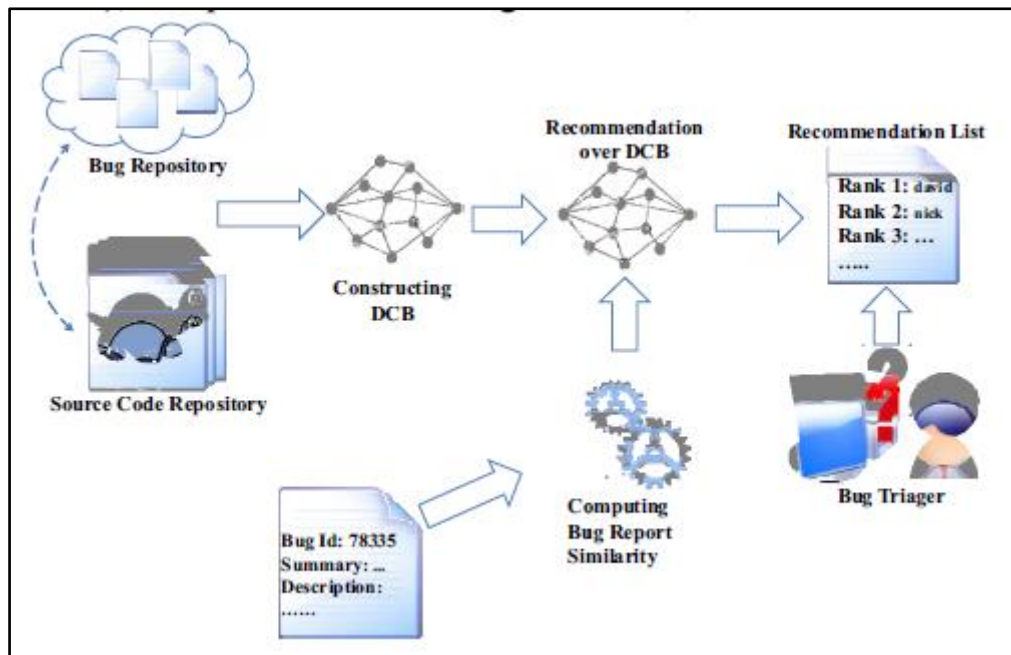 Bug Repository
Source Code Repository
Constructing
DCB
Recommendation
over DCB
Recommendation List
Rank 1: david
Rank 2: nick
Rank 3: ...
.....
Bug Triager
Computing
Bug Report
Similarity
Bug Id: 78335
Summary: ...
Description:
......